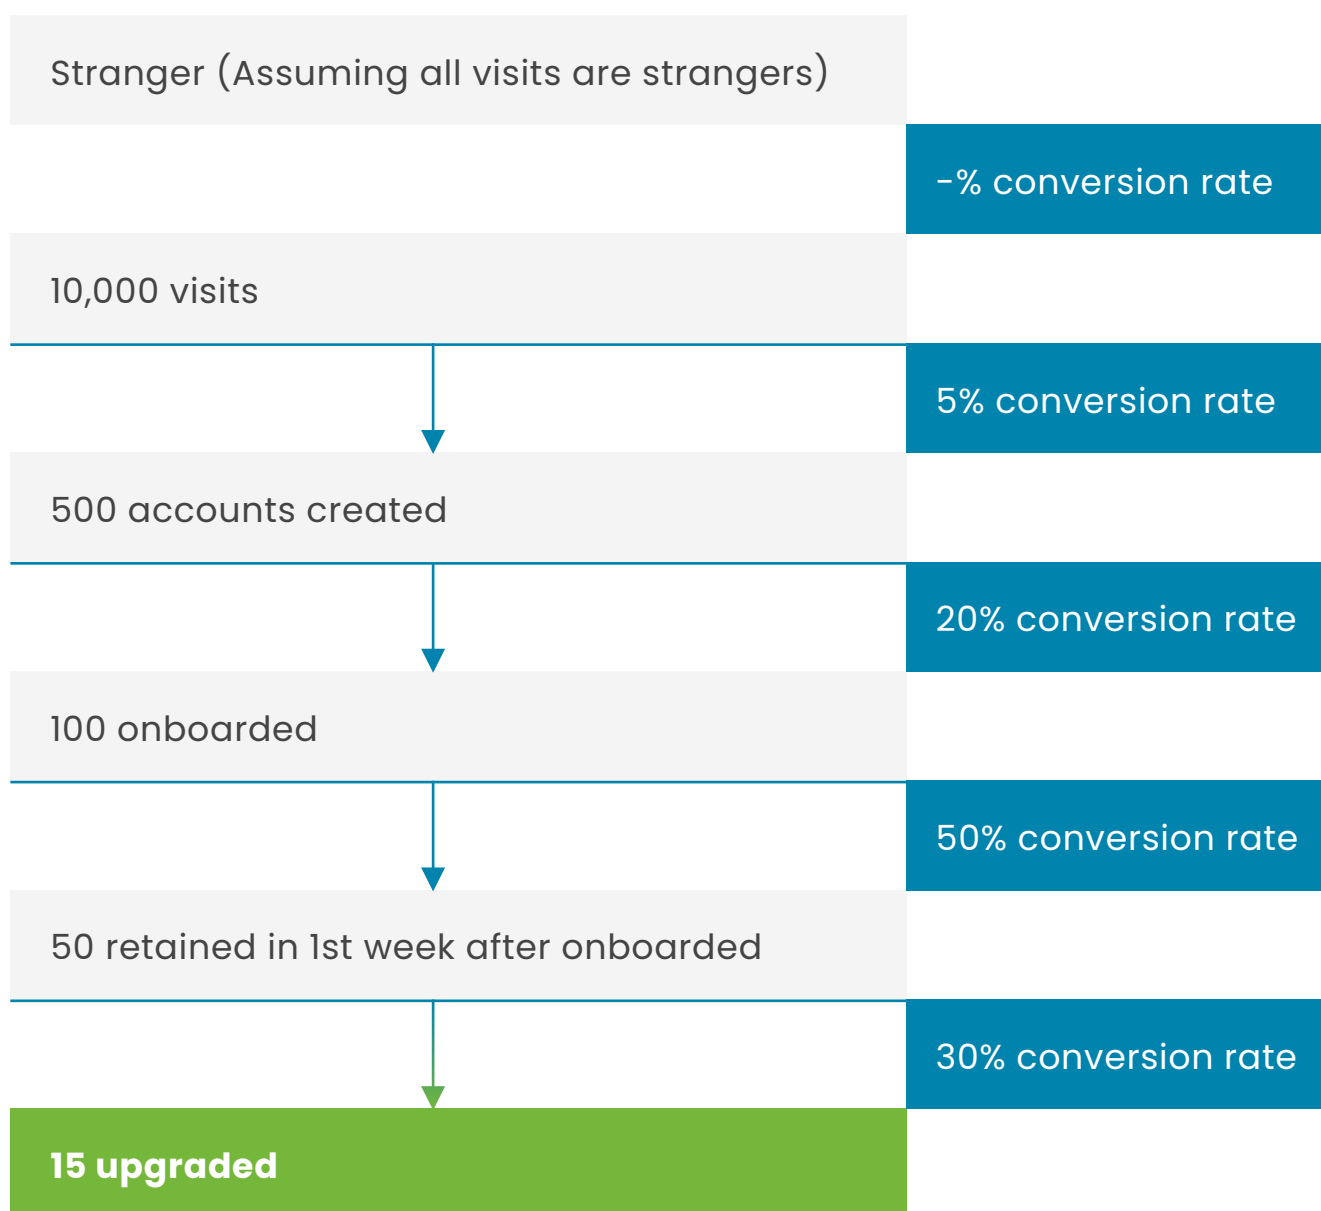 Stranger (Assuming all visits are strangers)
-% conversion rate
10,000 visits
5% conversion rate
500 accounts created
20% conversion rate
100 onboarded
50% conversion rate
50 retained in 1st week after onboarded
30% conversion rate
15 upgraded